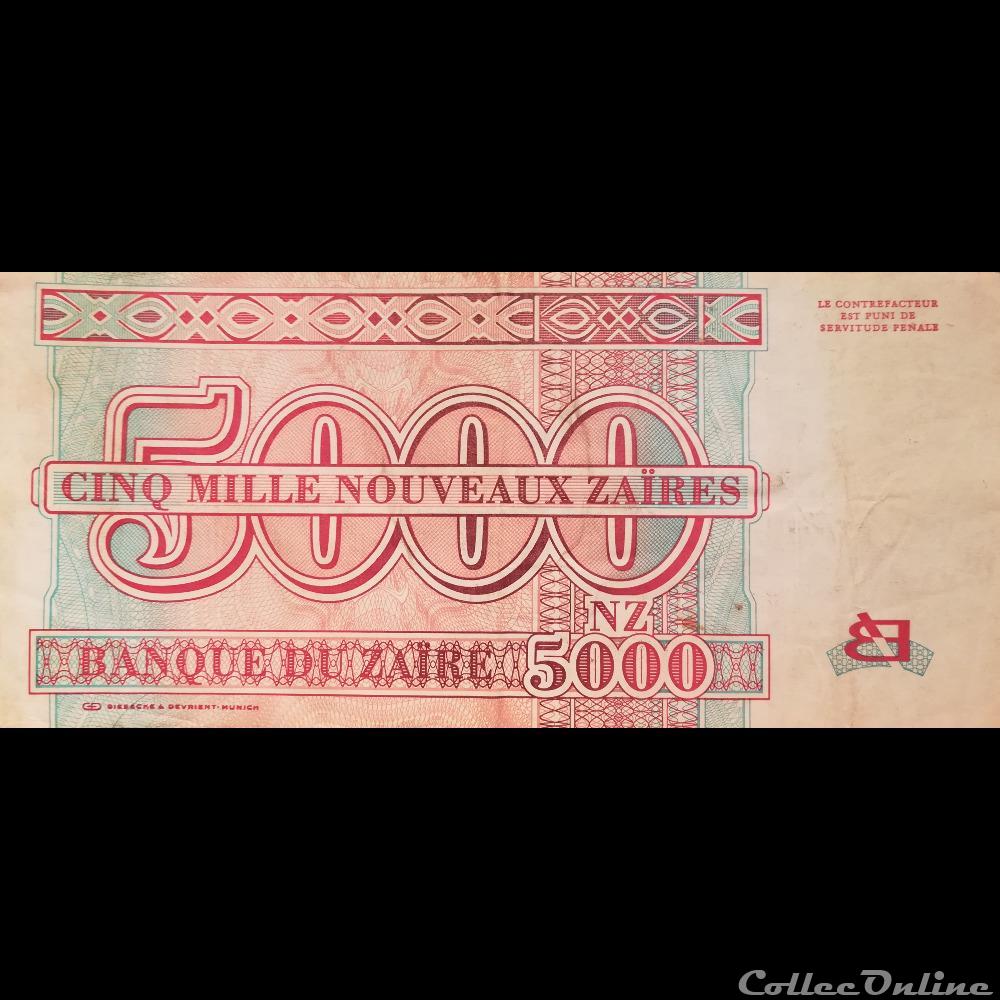 LE CONTREFACTEUR
EST PUNI DE
SERVITUDE PENALE
5000
CINQ MILLE NOUVEAUX ZAÏRES
NZ
BANQUE DU ZAÏRE 5000
GIESECKE & DEVRIENT · MUNICH
CollecOnline